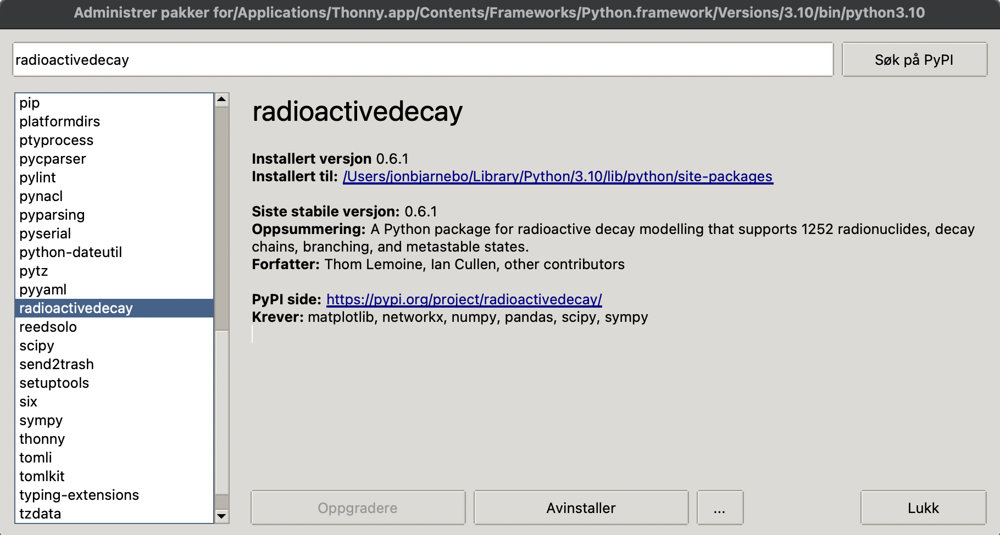 Administrer pakker for/Applications/Thonny.app/Contents/Frameworks/Python.framework/Versions/3.10/bin/python3.10
radioactivedecay
Søk på PyPI
pip
platformdirs
ptyprocess
pycparser
pylint
pynacl
pyparsing
pyserial
python-dateutil
pytz
pyyaml
radioactivedecay
reedsolo
scipy
send2trash
setuptools
six
sympy
thonny
tomli
tomlkit
typing-extensions
tzdata
radioactivedecay
Installert versjon 0.6.1
Installert til: /Users/jonbjarnebo/Library/Python/3.10/lib/python/site-packages
Siste stabile versjon: 0.6.1
Oppsummering: A Python package for radioactive decay modelling that supports 1252 radionuclides, decay
chains, branching, and metastable states.
Forfatter: Thom Lemoine, Ian Cullen, other contributors
PyPI side: https://pypi.org/project/radioactivedecay/
Krever: matplotlib, networkx, numpy, pandas, scipy, sympy
Oppgradere
Avinstaller
...
Lukk